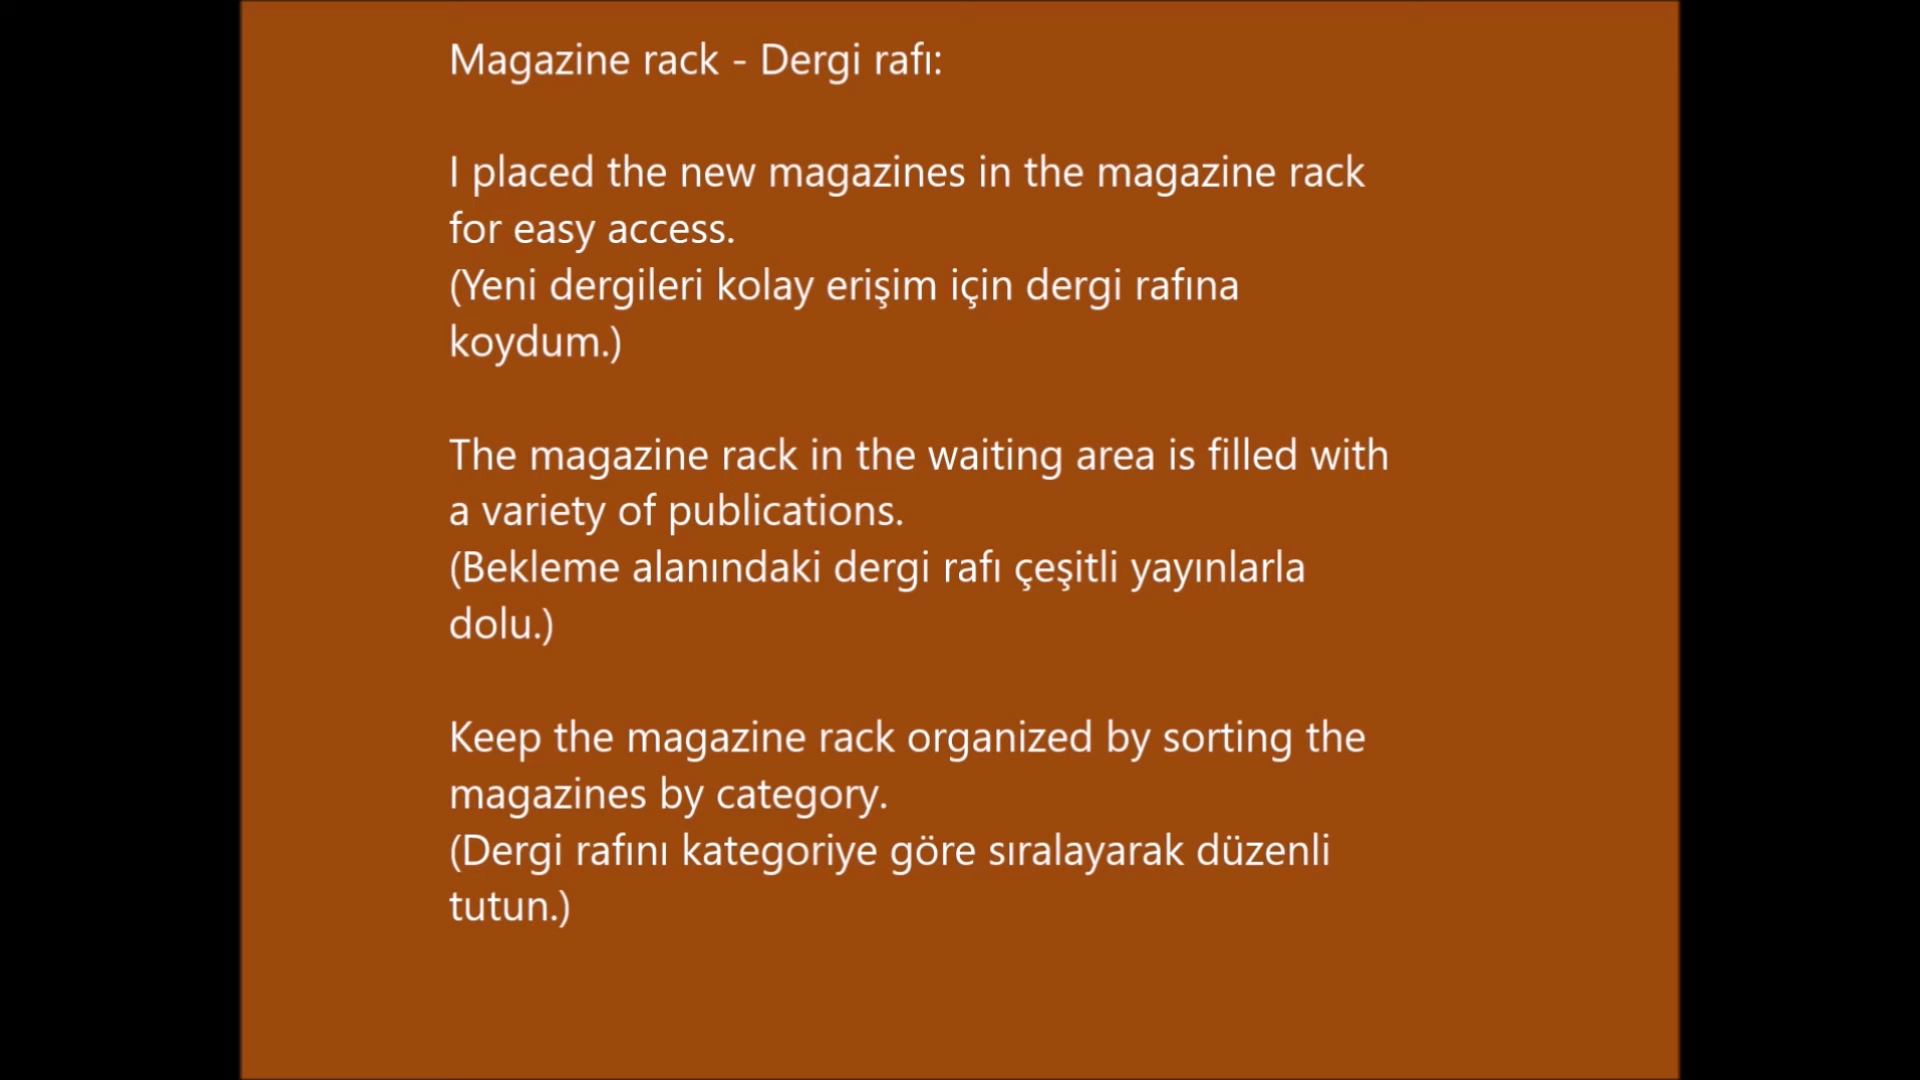 Magazine rack - Dergi rafı:
I placed the new magazines in the magazine rack
for easy access.
(Yeni dergileri kolay erişim için dergi rafına
koydum.)
The magazine rack in the waiting area is filled with
a variety of publications.
(Bekleme alanındaki dergi rafı çeşitli yayınlarla
dolu.)
Keep the magazine rack organized by sorting the
magazines by category.
(Dergi rafını kategoriye göre sıralayarak düzenli
tutun.)